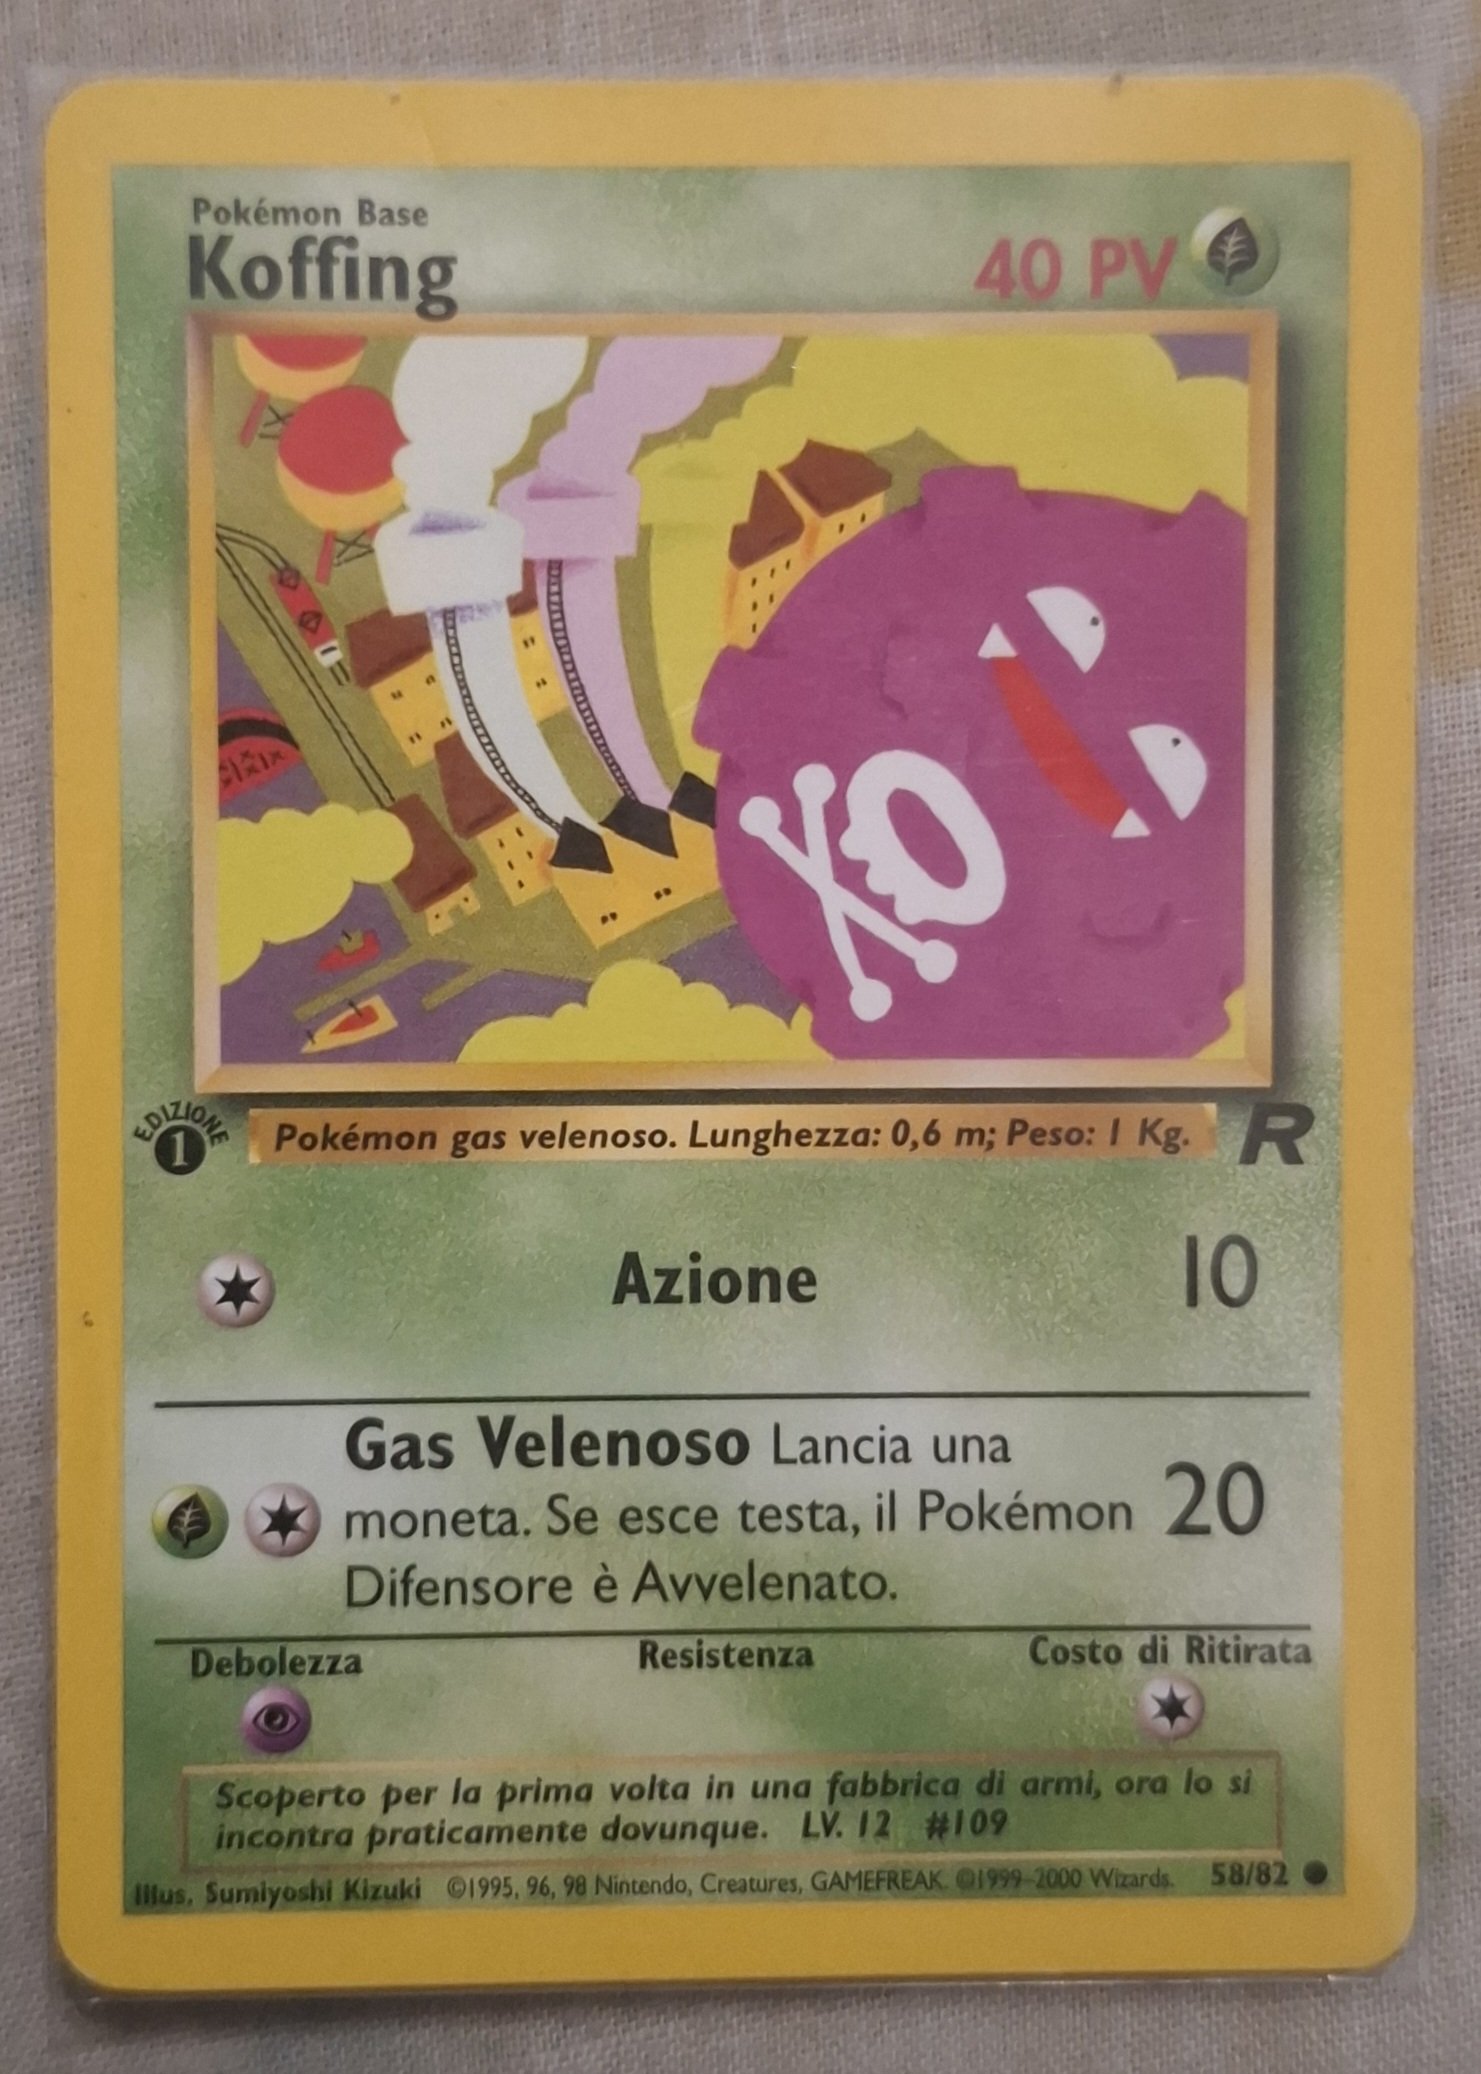 Pokémon Base
Koffing
40 PV
EDIZIONE
1
Pokémon gas velenoso. Lunghezza: 0,6 m; Peso: 1 Kg.
R
Azione
10
Gas Velenoso Lancia una
moneta. Se esce testa, il Pokémon
Difensore è Avvelenato.
20
Debolezza
Resistenza
Costo di Ritirata
Scoperto per la prima volta in una fabbrica di armi, ora lo si
incontra praticamente dovunque. LV. 12 #109
Illus. Sumiyoshi Kizuki ©1995, 96, 98 Nintendo, Creatures, GAMEFREAK. ©1999-2000 Wizards. 58/82